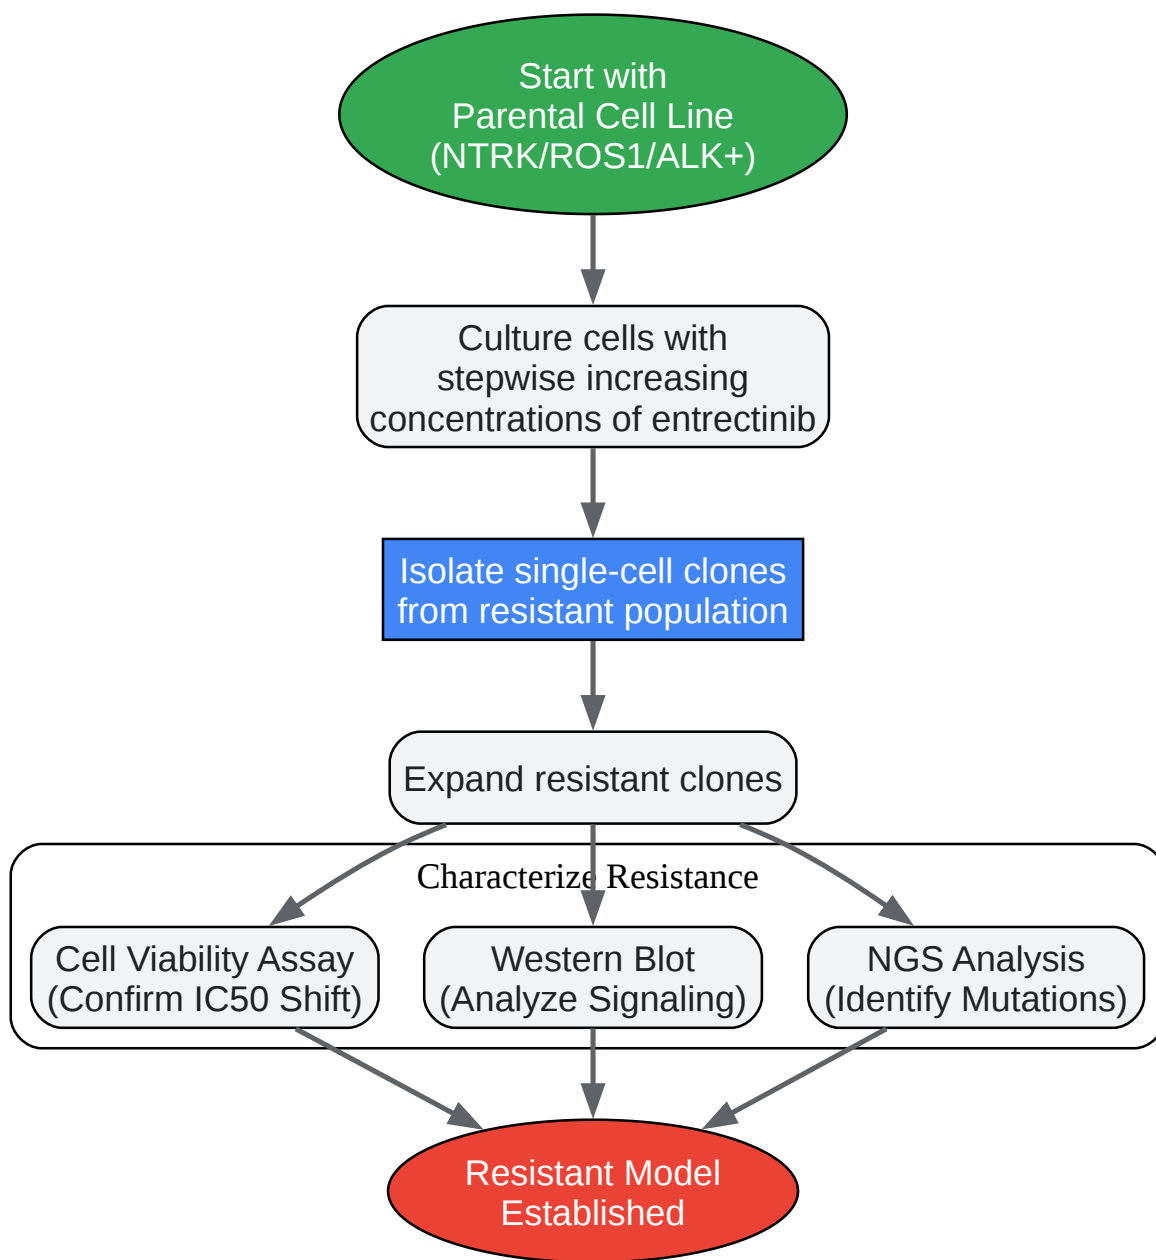 Start with
Parental Cell Line
(NTRK/ROS1/ALK+)
Culture cells with
stepwise increasing
concentrations of entrectinib
Isolate single-cell clones
from resistant population
Expand resistant clones
Characterize Resistance
Cell Viability Assay
(Confirm IC50 Shift)
Western Blot
(Analyze Signaling)
NGS Analysis
(Identify Mutations)
Resistant Model
Established